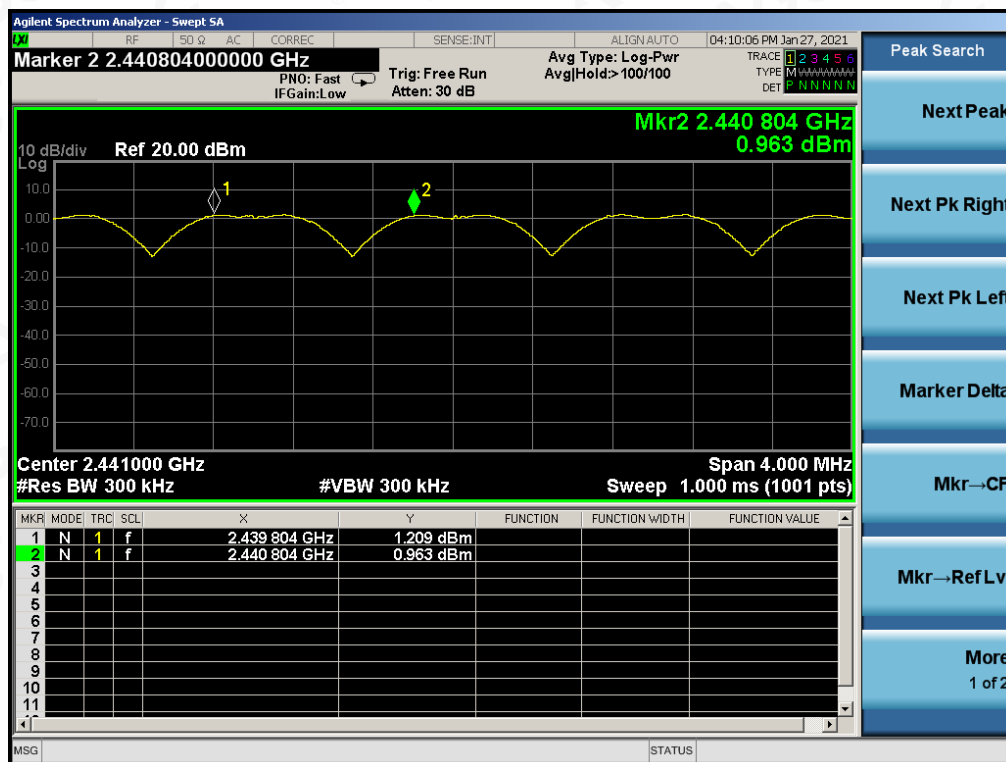 Agilent Spectrum Analyzer - Swept SA
LXI RF 50 Ω AC CORREC SENSE:INT ALIGN AUTO 04:10:06 PM Jan 27, 2021
Marker 2 2.440804000000 GHz
PNO: Fast
IFGain:Low
Trig: Free Run
Atten: 30 dB
Avg Type: Log-Pwr
Avg|Hold:>100/100
TRACE 1 2 3 4 5 6
TYPE M WWWWW
DET P N N N N N
Mkr2 2.440 804 GHz
0.963 dBm
10 dB/div Ref 20.00 dBm
Log
10.0
0.00
-10.0
-20.0
-30.0
-40.0
-50.0
-60.0
-70.0
1
2
Center 2.441000 GHz Span 4.000 MHz
#Res BW 300 kHz #VBW 300 kHz Sweep 1.000 ms (1001 pts)
MKR MODE TRC SCL X Y FUNCTION FUNCTION WIDTH FUNCTION VALUE
1 N 1 f 2.439 804 GHz 1.209 dBm
2 N 1 f 2.440 804 GHz 0.963 dBm
3
4
5
6
7
8
9
10
11
MSG STATUS
Peak Search
Next Peak
Next Pk Right
Next Pk Left
Marker Delta
Mkr→CF
Mkr→Ref Lv
More
1 of 2